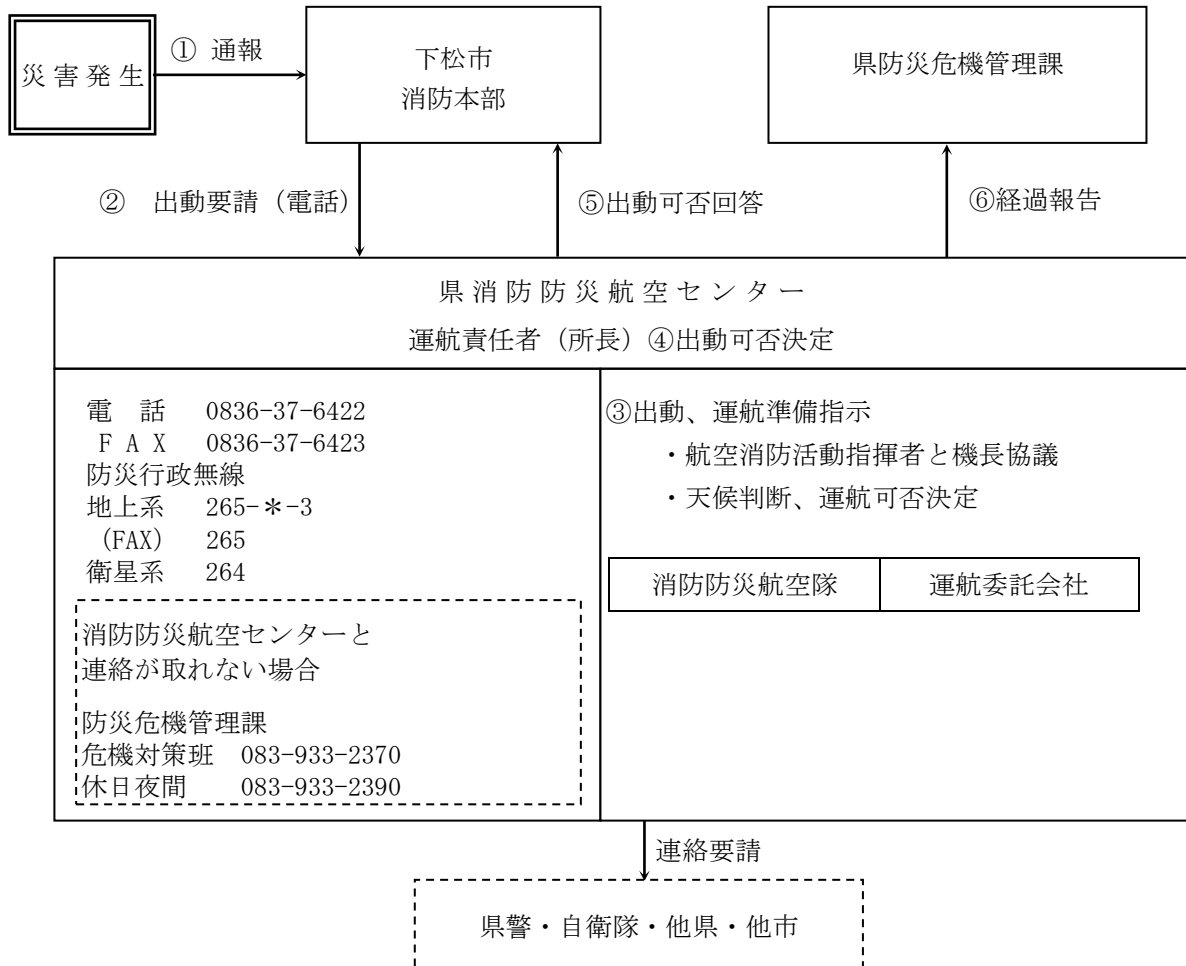 災害発生
① 通報
下松市
消防本部
県防災危機管理課
② 出動要請(電話)
⑤出動可否回答
⑥経過報告
県消防防災航空センター
運航責任者(所長)④出動可否決定
電 話 0836-37-6422
F A X 0836-37-6423
防災行政無線
地上系 265-*-3
(FAX) 265
衛星系 264
消防防災航空センターと
連絡が取れない場合
防災危機管理課
危機対策班 083-933-2370
休日夜間 083-933-2390
③出動、運航準備指示
・航空消防活動指揮者と機長協議
・天候判断、運航可否決定
消防防災航空隊
運航委託会社
連絡要請
県警・自衛隊・他県・他市